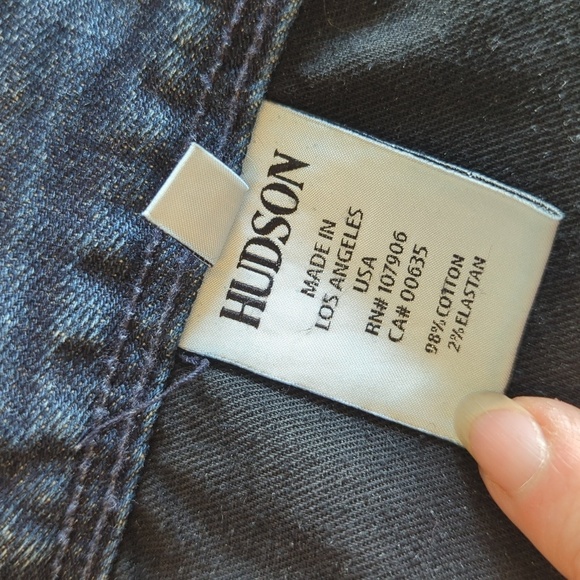 HUDSON
MADE IN
LOS ANGELES
USA
RN# 107906
CA# 00635
98% COTTON
2% ELASTAN